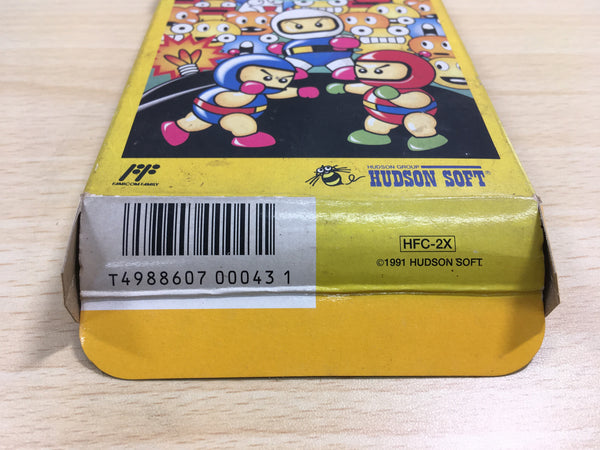 FAMICOM FAMILY
HUDSON GROUP
HUDSON SOFT
HFC-2X
©1991 HUDSON SOFT.
T4988607 00043 1